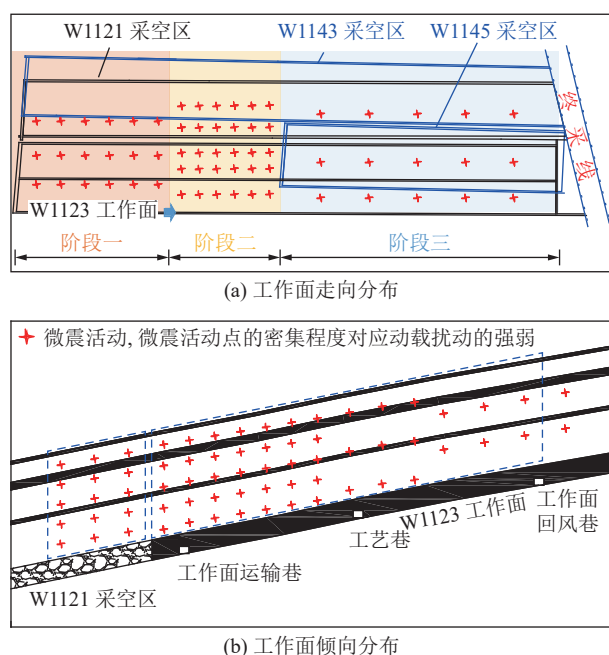 W1121 采空区
W1143 采空区
W1145 采空区
终采线
W1123 工作面
阶段一
阶段二
阶段三
(a) 工作面走向分布
微震活动, 微震活动点的密集程度对应动载扰动的强弱
W1123 工作面
工作面
回风巷
工艺巷
工作面运输巷
W1121 采空区
(b) 工作面倾向分布